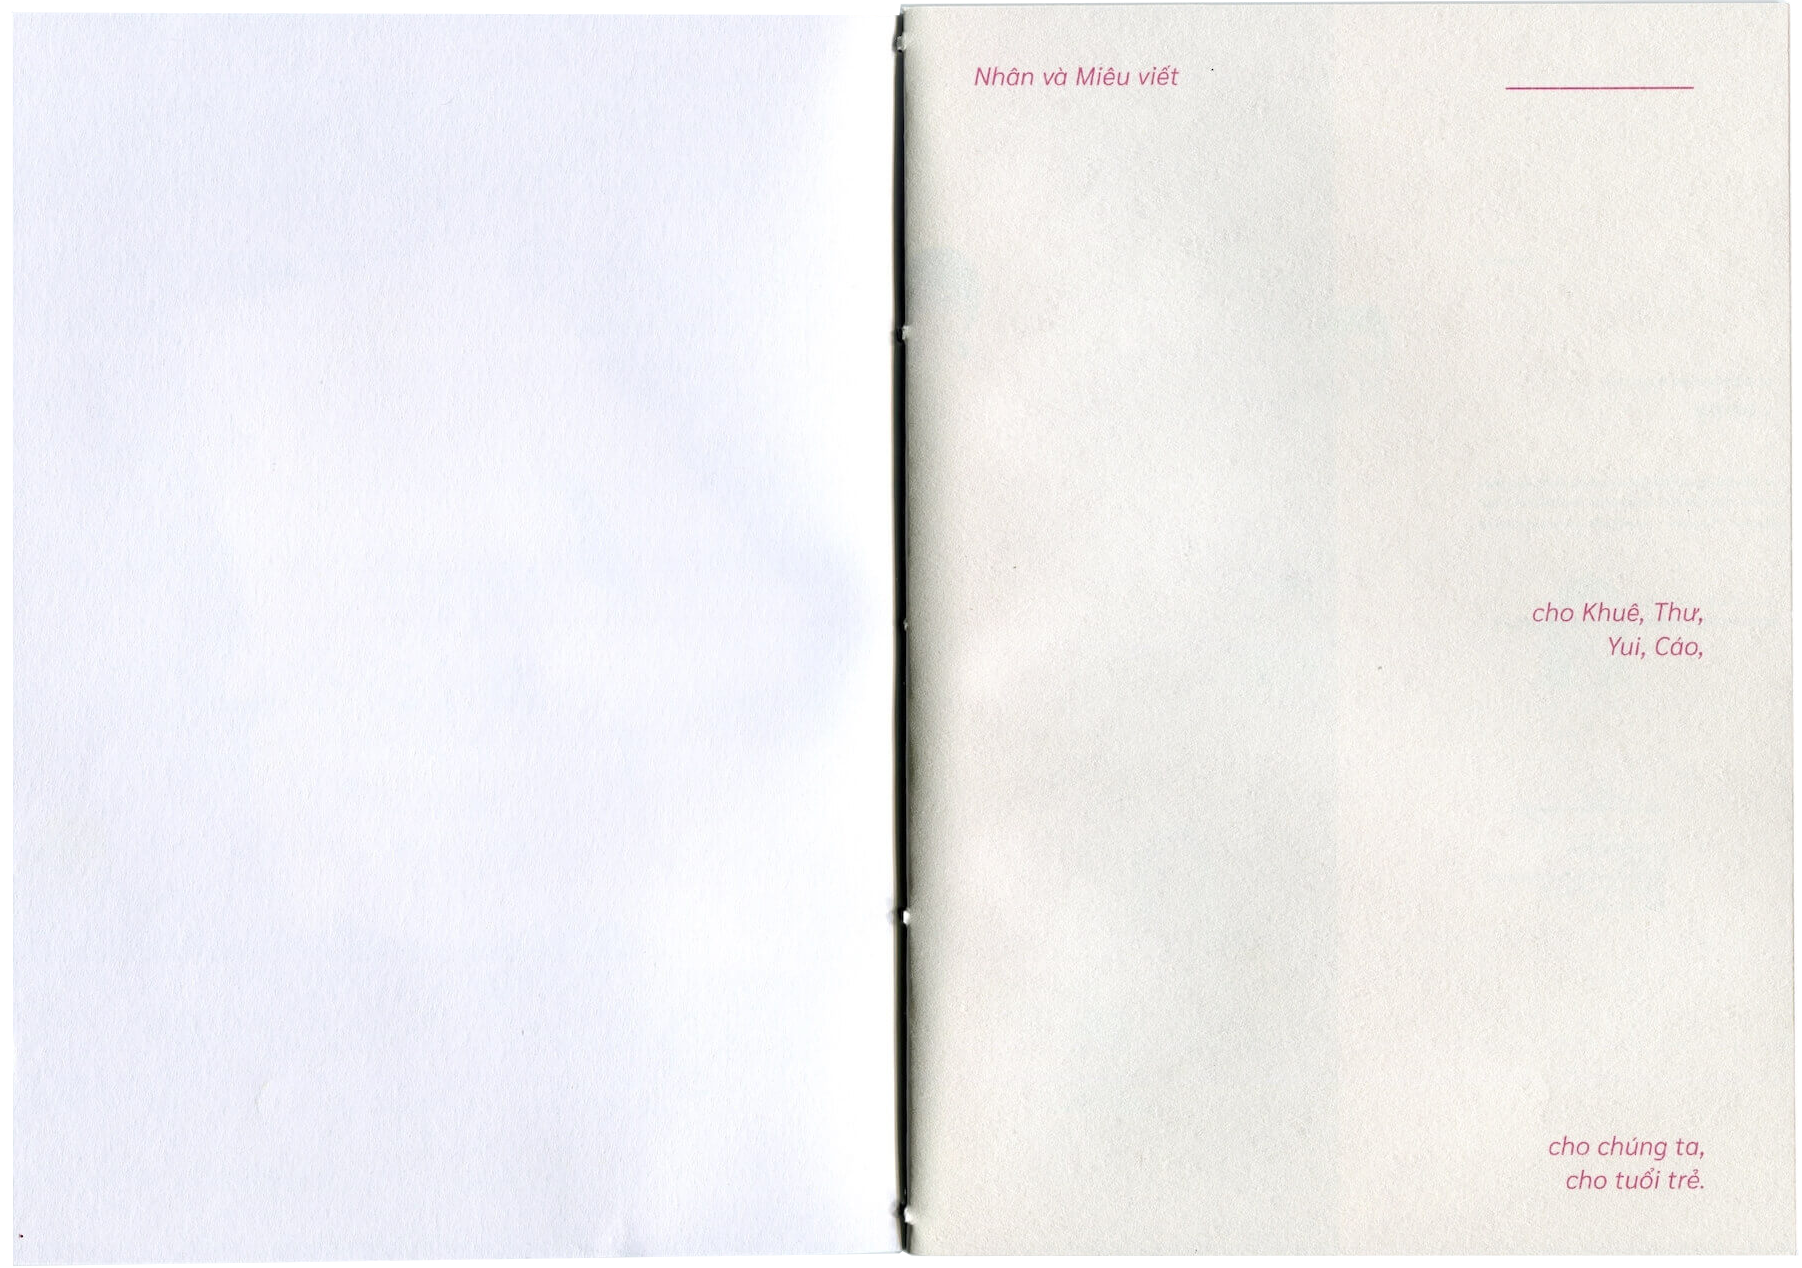 Nhân và Miêu viết
cho Khuê, Thư,
Yui, Cáo,
cho chúng ta,
cho tuổi trẻ.